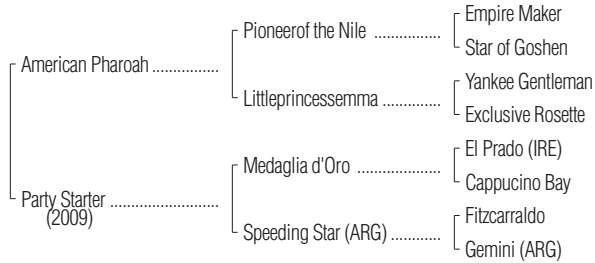 Empire Maker
Pioneerof the Nile ................
Star of Goshen
American Pharoah ................
Yankee Gentleman
Littleprincessemma ..............
Exclusive Rosette
El Prado (IRE)
Medaglia d'Oro ....................
Cappucino Bay
Party Starter ..........................
(2009)
Fitzcarraldo
Speeding Star (ARG) ............
Gemini (ARG)